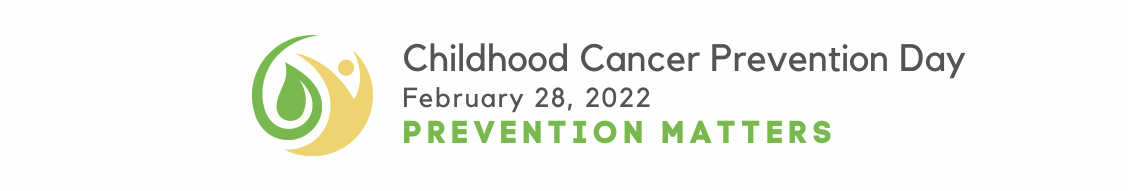 Childhood Cancer Prevention Day
February 28, 2022
PREVENTION MATTERS